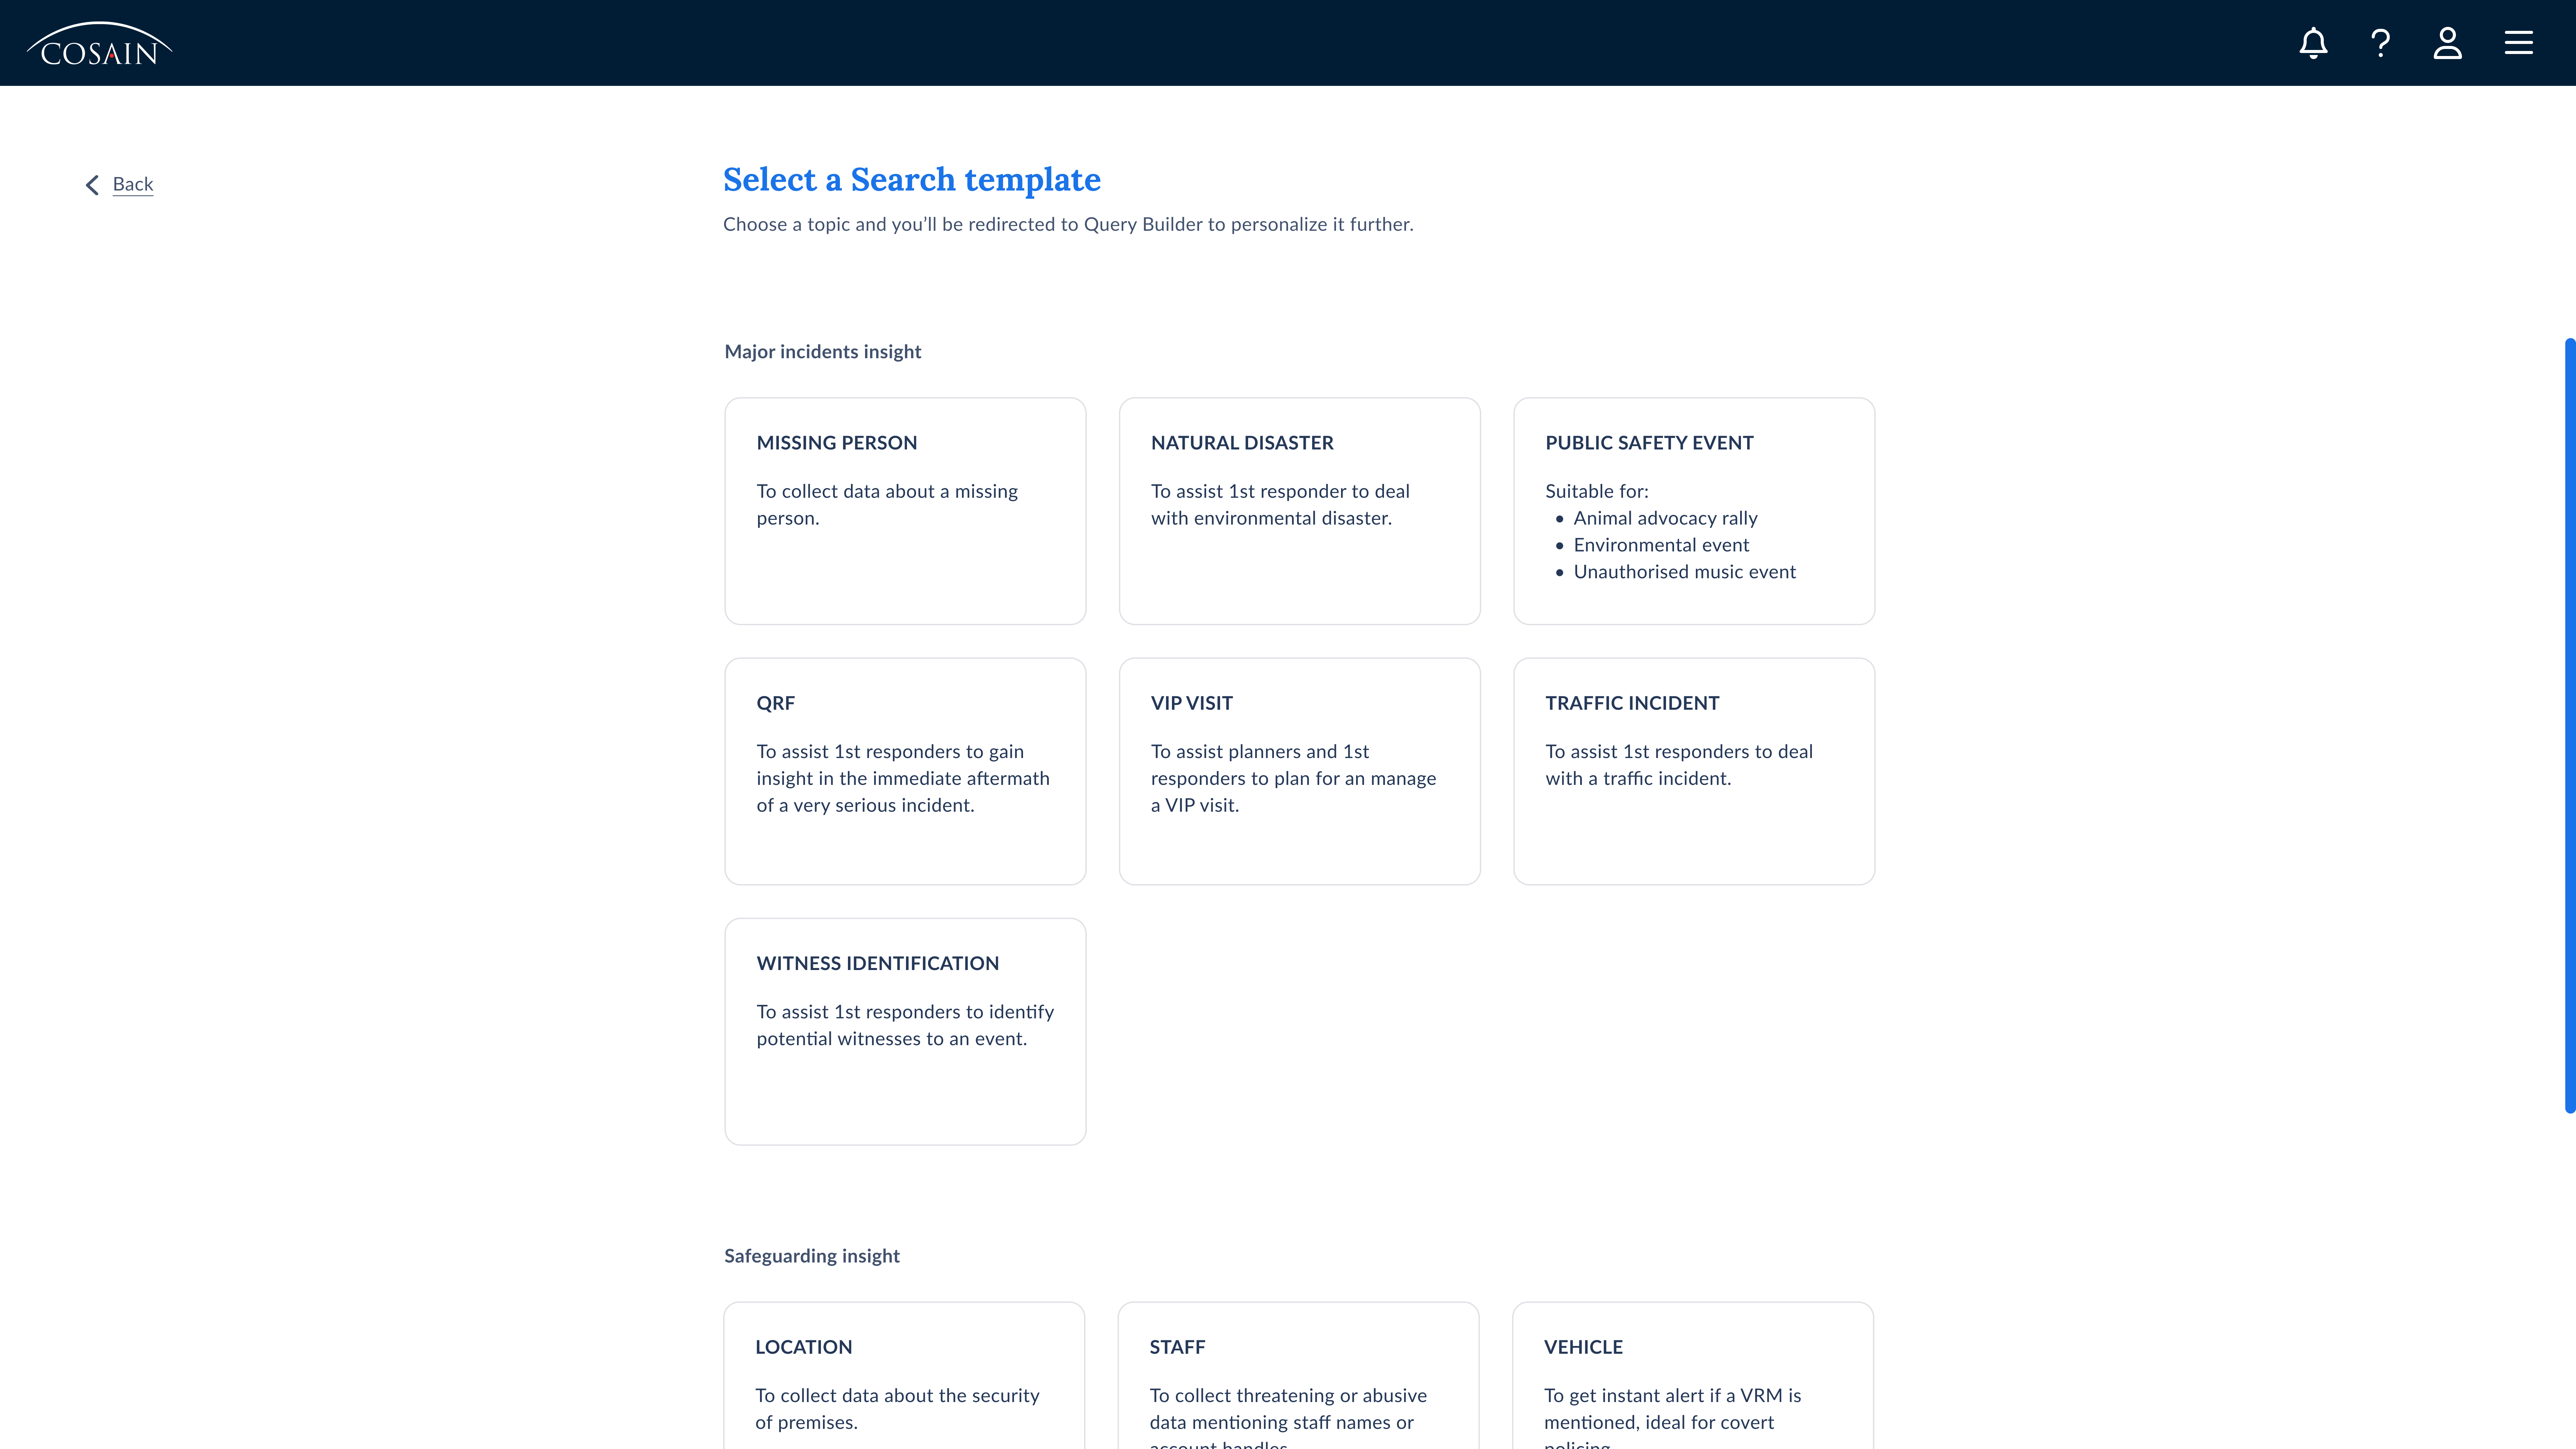 COSAIN
Back
Select a Search template
Choose a topic and you’ll be redirected to Query Builder to personalize it further.
Major incidents insight
MISSING PERSON
To collect data about a missing
person.
NATURAL DISASTER
To assist 1st responder to deal
with environmental disaster.
PUBLIC SAFETY EVENT
Suitable for:
• Animal advocacy rally
• Environmental event
• Unauthorised music event
QRF
To assist 1st responders to gain
insight in the immediate aftermath
of a very serious incident.
VIP VISIT
To assist planners and 1st
responders to plan for an manage
a VIP visit.
TRAFFIC INCIDENT
To assist 1st responders to deal
with a traffic incident.
WITNESS IDENTIFICATION
To assist 1st responders to identify
potential witnesses to an event.
Safeguarding insight
LOCATION
To collect data about the security
of premises.
STAFF
To collect threatening or abusive
data mentioning staff names or
account handles
VEHICLE
To get instant alert if a VRM is
mentioned, ideal for covert
policing